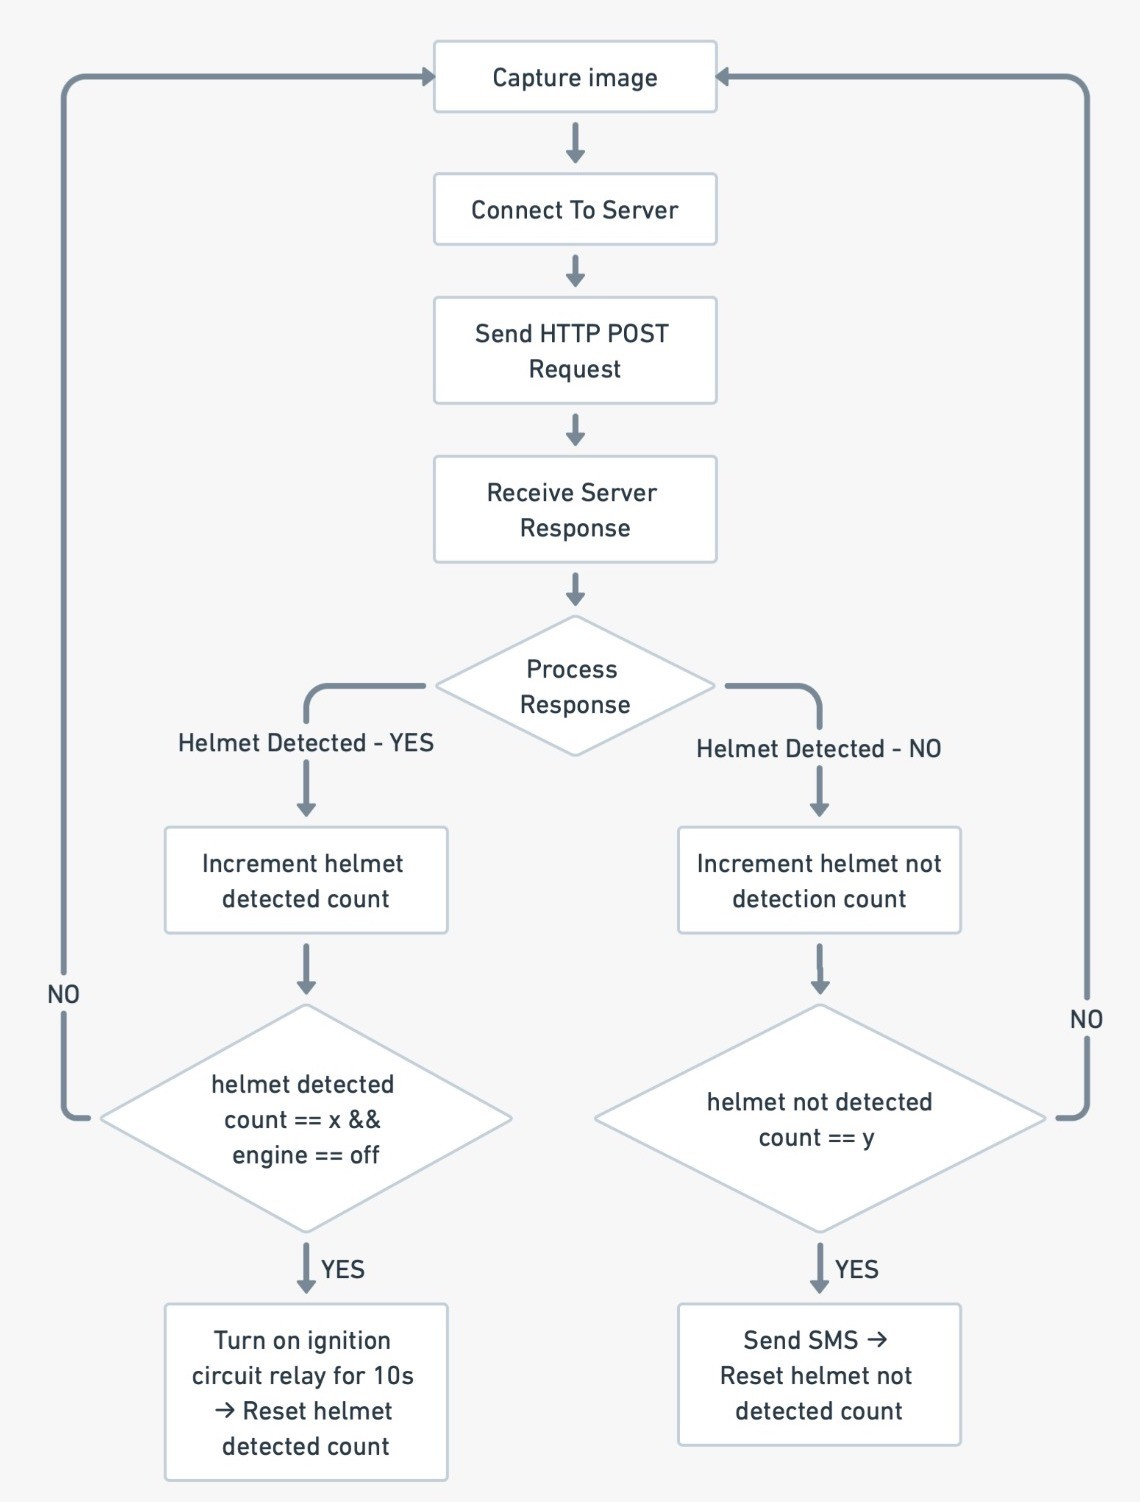 Capture image
Connect To Server
Send HTTP POST
Request
Receive Server
Response
Process
Response
Helmet Detected - YES
Helmet Detected - NO
Increment helmet
detected count
Increment helmet not
detection count
NO
NO
helmet detected
count == x &&
engine == off
helmet not detected
count == y
YES
YES
Turn on ignition
circuit relay for 10s
→ Reset helmet
detected count
Send SMS →
Reset helmet not
detected count